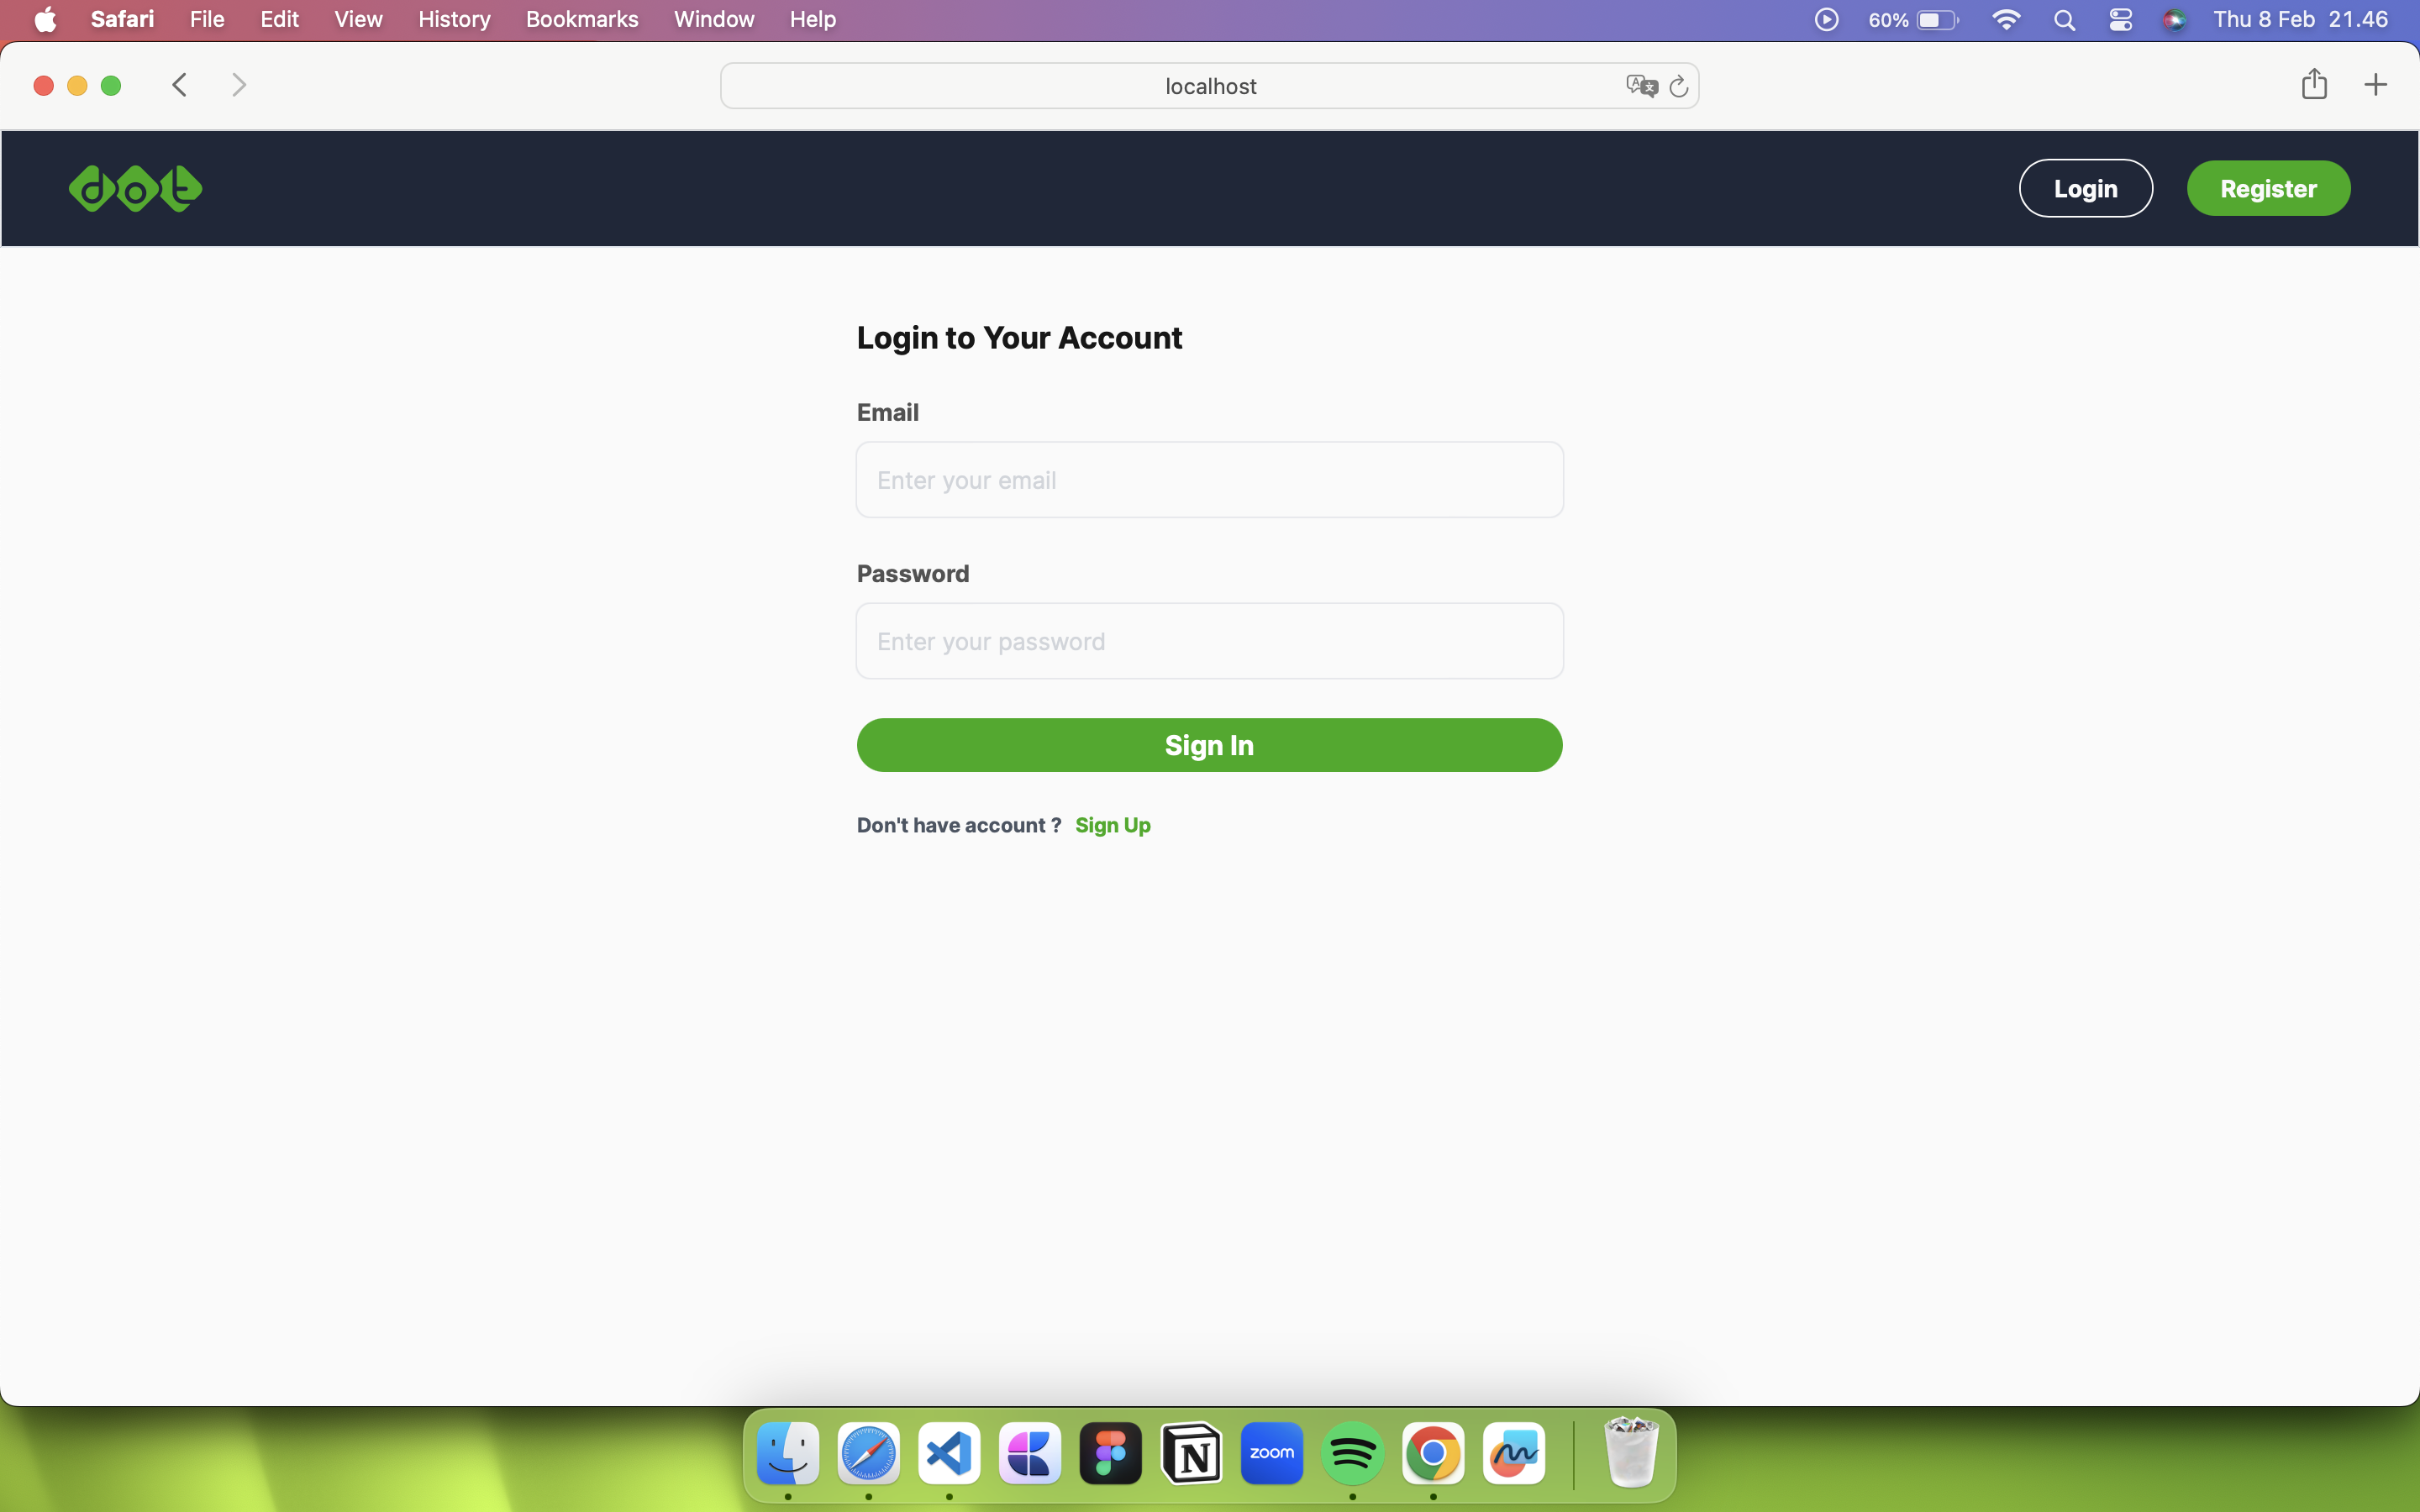 Safari File Edit View History Bookmarks Window Help 60% Thu 8 Feb 21.46
localhost
dot Login Register
Login to Your Account
Email
Enter your email
Password
Enter your password
Sign In
Don't have account ? Sign Up
zoom